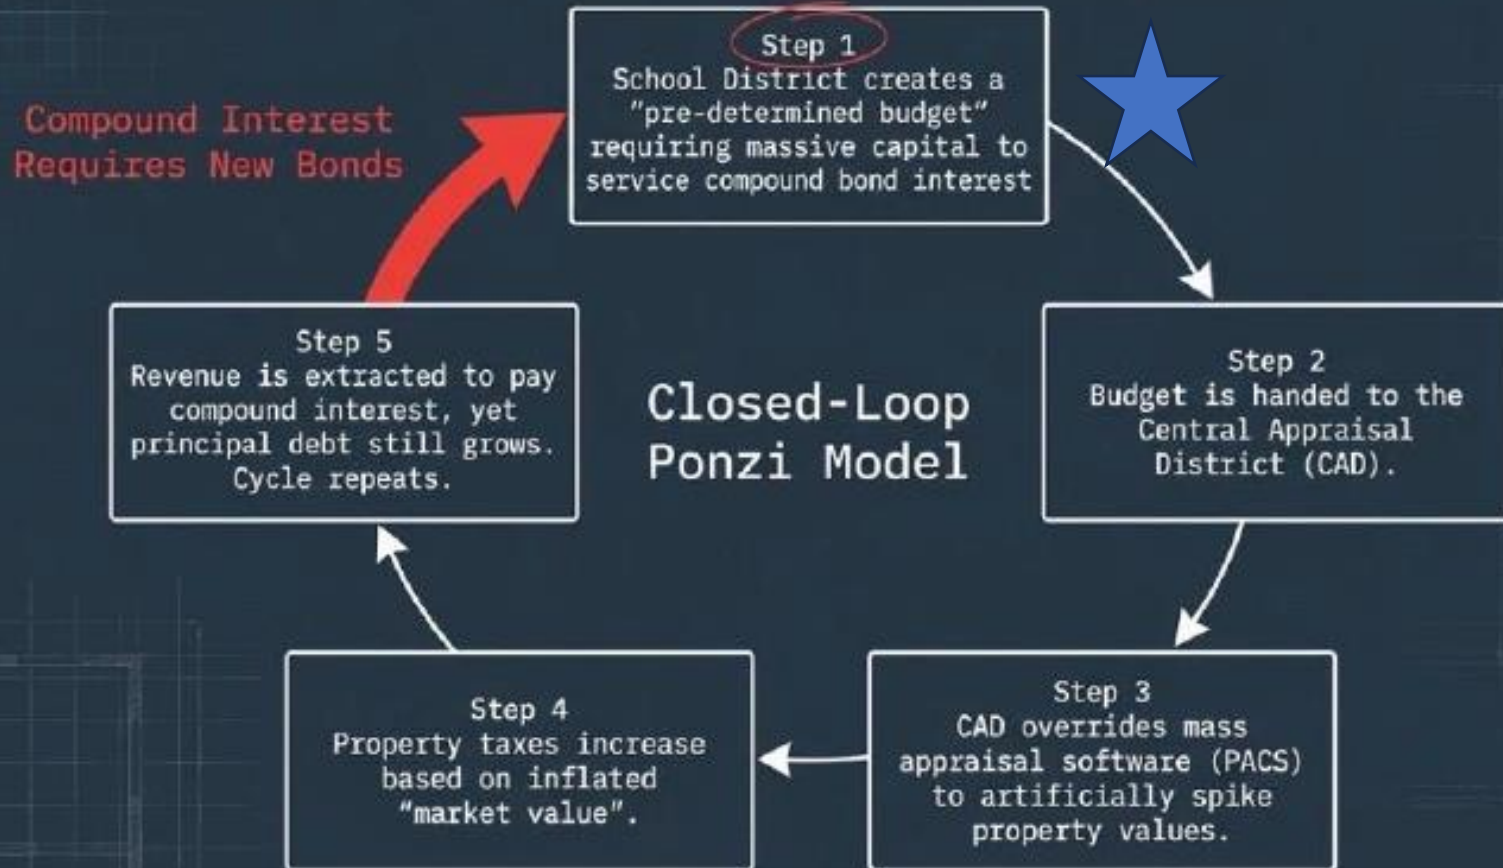 Compound Interest
Requires New Bonds
Step 1
School District creates a
"pre-determined budget"
requiring massive capital to
service compound bond interest
Step 2
Budget is handed to the
Central Appraisal
District (CAD).
Step 3
CAD overrides mass
appraisal software (PACS)
to artificially spike
property values.
Step 4
Property taxes increase
based on inflated
"market value".
Step 5
Revenue is extracted to pay
compound interest, yet
principal debt still grows.
Cycle repeats.
Closed-Loop
Ponzi Model